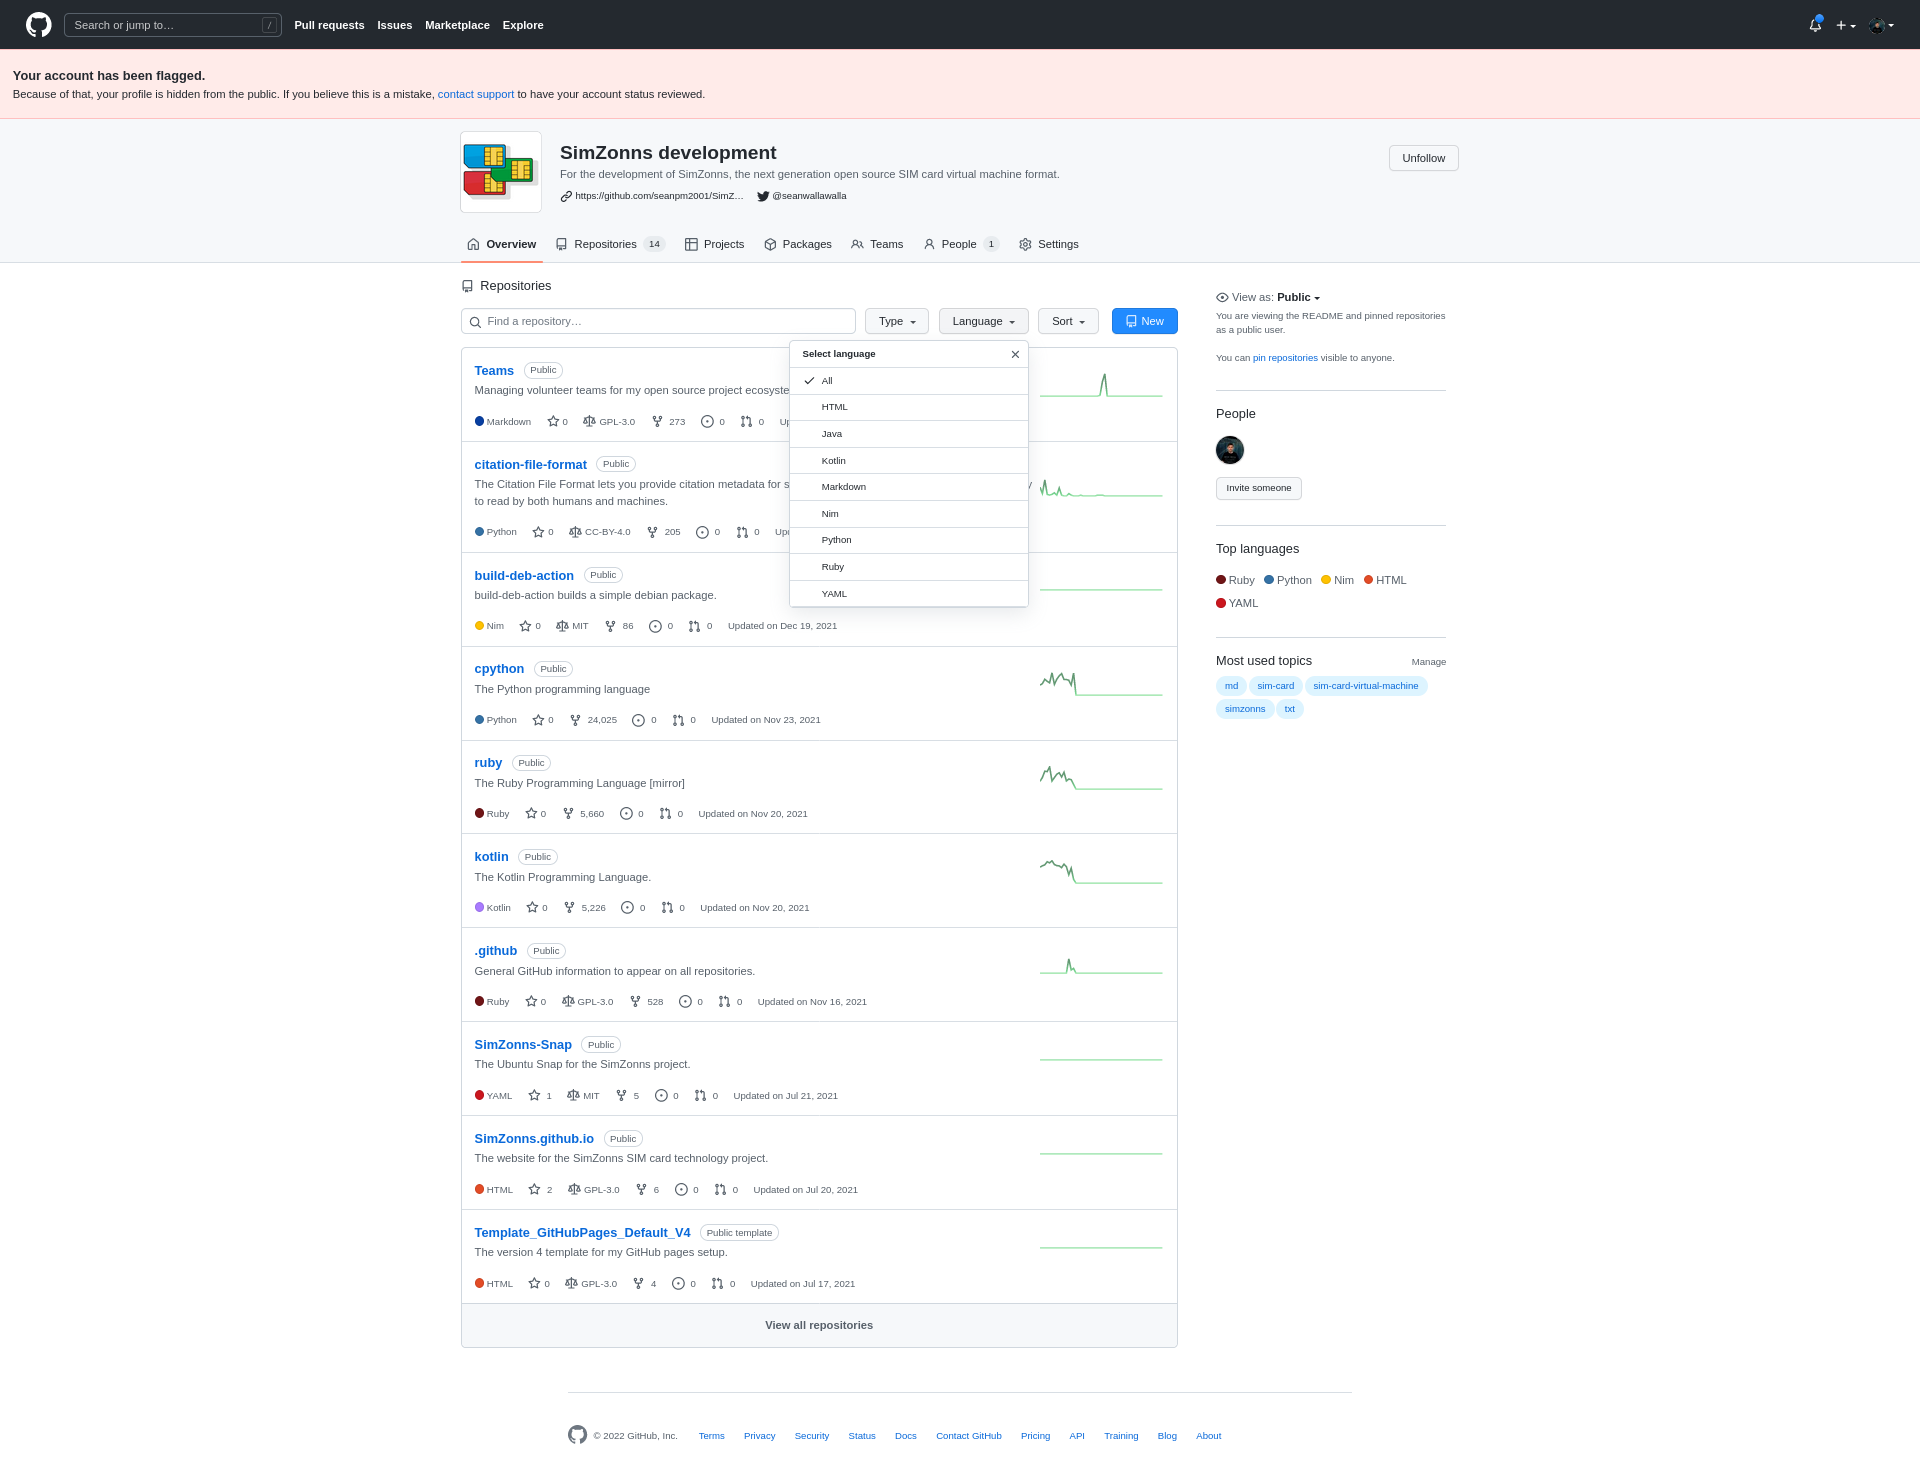 Search or jump to… /
Pull requests Issues Marketplace Explore
Your account has been flagged.
Because of that, your profile is hidden from the public. If you believe this is a mistake, contact support to have your account status reviewed.
SimZonns development
For the development of SimZonns, the next generation open source SIM card virtual machine format.
https://github.com/seanpm2001/SimZ… @seanwallawalla
Unfollow
Overview Repositories 14 Projects Packages Teams People 1 Settings
Repositories
Find a repository…
Type Language Sort New
Select language
All
HTML
Java
Kotlin
Markdown
Nim
Python
Ruby
YAML
Teams Public
Managing volunteer teams for my open source project ecosyste
Markdown 0 GPL-3.0 273 0 0
citation-file-format Public
The Citation File Format lets you provide citation metadata for
to read by both humans and machines.
Python 0 CC-BY-4.0 205 0 0
build-deb-action Public
build-deb-action builds a simple debian package.
Nim 0 MIT 86 0 0 Updated on Dec 19, 2021
cpython Public
The Python programming language
Python 0 24,025 0 0 Updated on Nov 23, 2021
ruby Public
The Ruby Programming Language [mirror]
Ruby 0 5,660 0 0 Updated on Nov 20, 2021
kotlin Public
The Kotlin Programming Language.
Kotlin 0 5,226 0 0 Updated on Nov 20, 2021
.github Public
General GitHub information to appear on all repositories.
Ruby 0 GPL-3.0 528 0 0 Updated on Nov 16, 2021
SimZonns-Snap Public
The Ubuntu Snap for the SimZonns project.
YAML 1 MIT 5 0 0 Updated on Jul 21, 2021
SimZonns.github.io Public
The website for the SimZonns SIM card technology project.
HTML 2 GPL-3.0 6 0 0 Updated on Jul 20, 2021
Template_GitHubPages_Default_V4 Public template
The version 4 template for my GitHub pages setup.
HTML 0 GPL-3.0 4 0 0 Updated on Jul 17, 2021
View all repositories
View as: Public
You are viewing the README and pinned repositories
as a public user.
You can pin repositories visible to anyone.
People
Invite someone
Top languages
Ruby Python Nim HTML
YAML
Most used topics Manage
md sim-card sim-card-virtual-machine
simzonns txt
© 2022 GitHub, Inc. Terms Privacy Security Status Docs Contact GitHub Pricing API Training Blog About